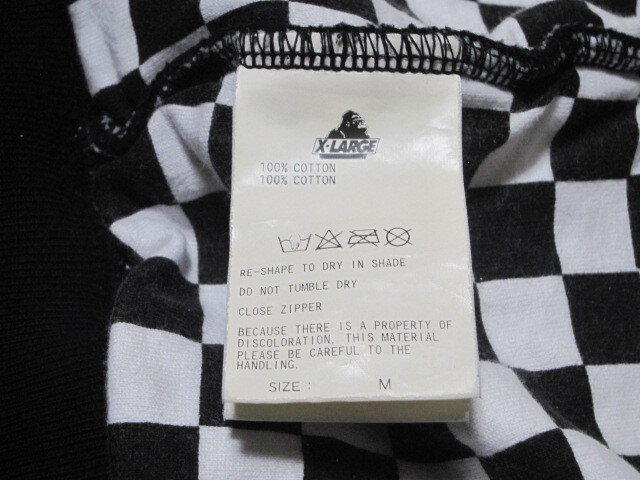 X-LARGE
100% COTTON
100% COTTON
RE-SHAPE TO DRY IN SHADE
DO NOT TUMBLE DRY
CLOSE ZIPPER
BECAUSE THERE IS A PROPERTY OF
DISCOLORATION, THIS MATERIAL
PLEASE BE CAREFUL TO THE
HANDLING.
SIZE: M